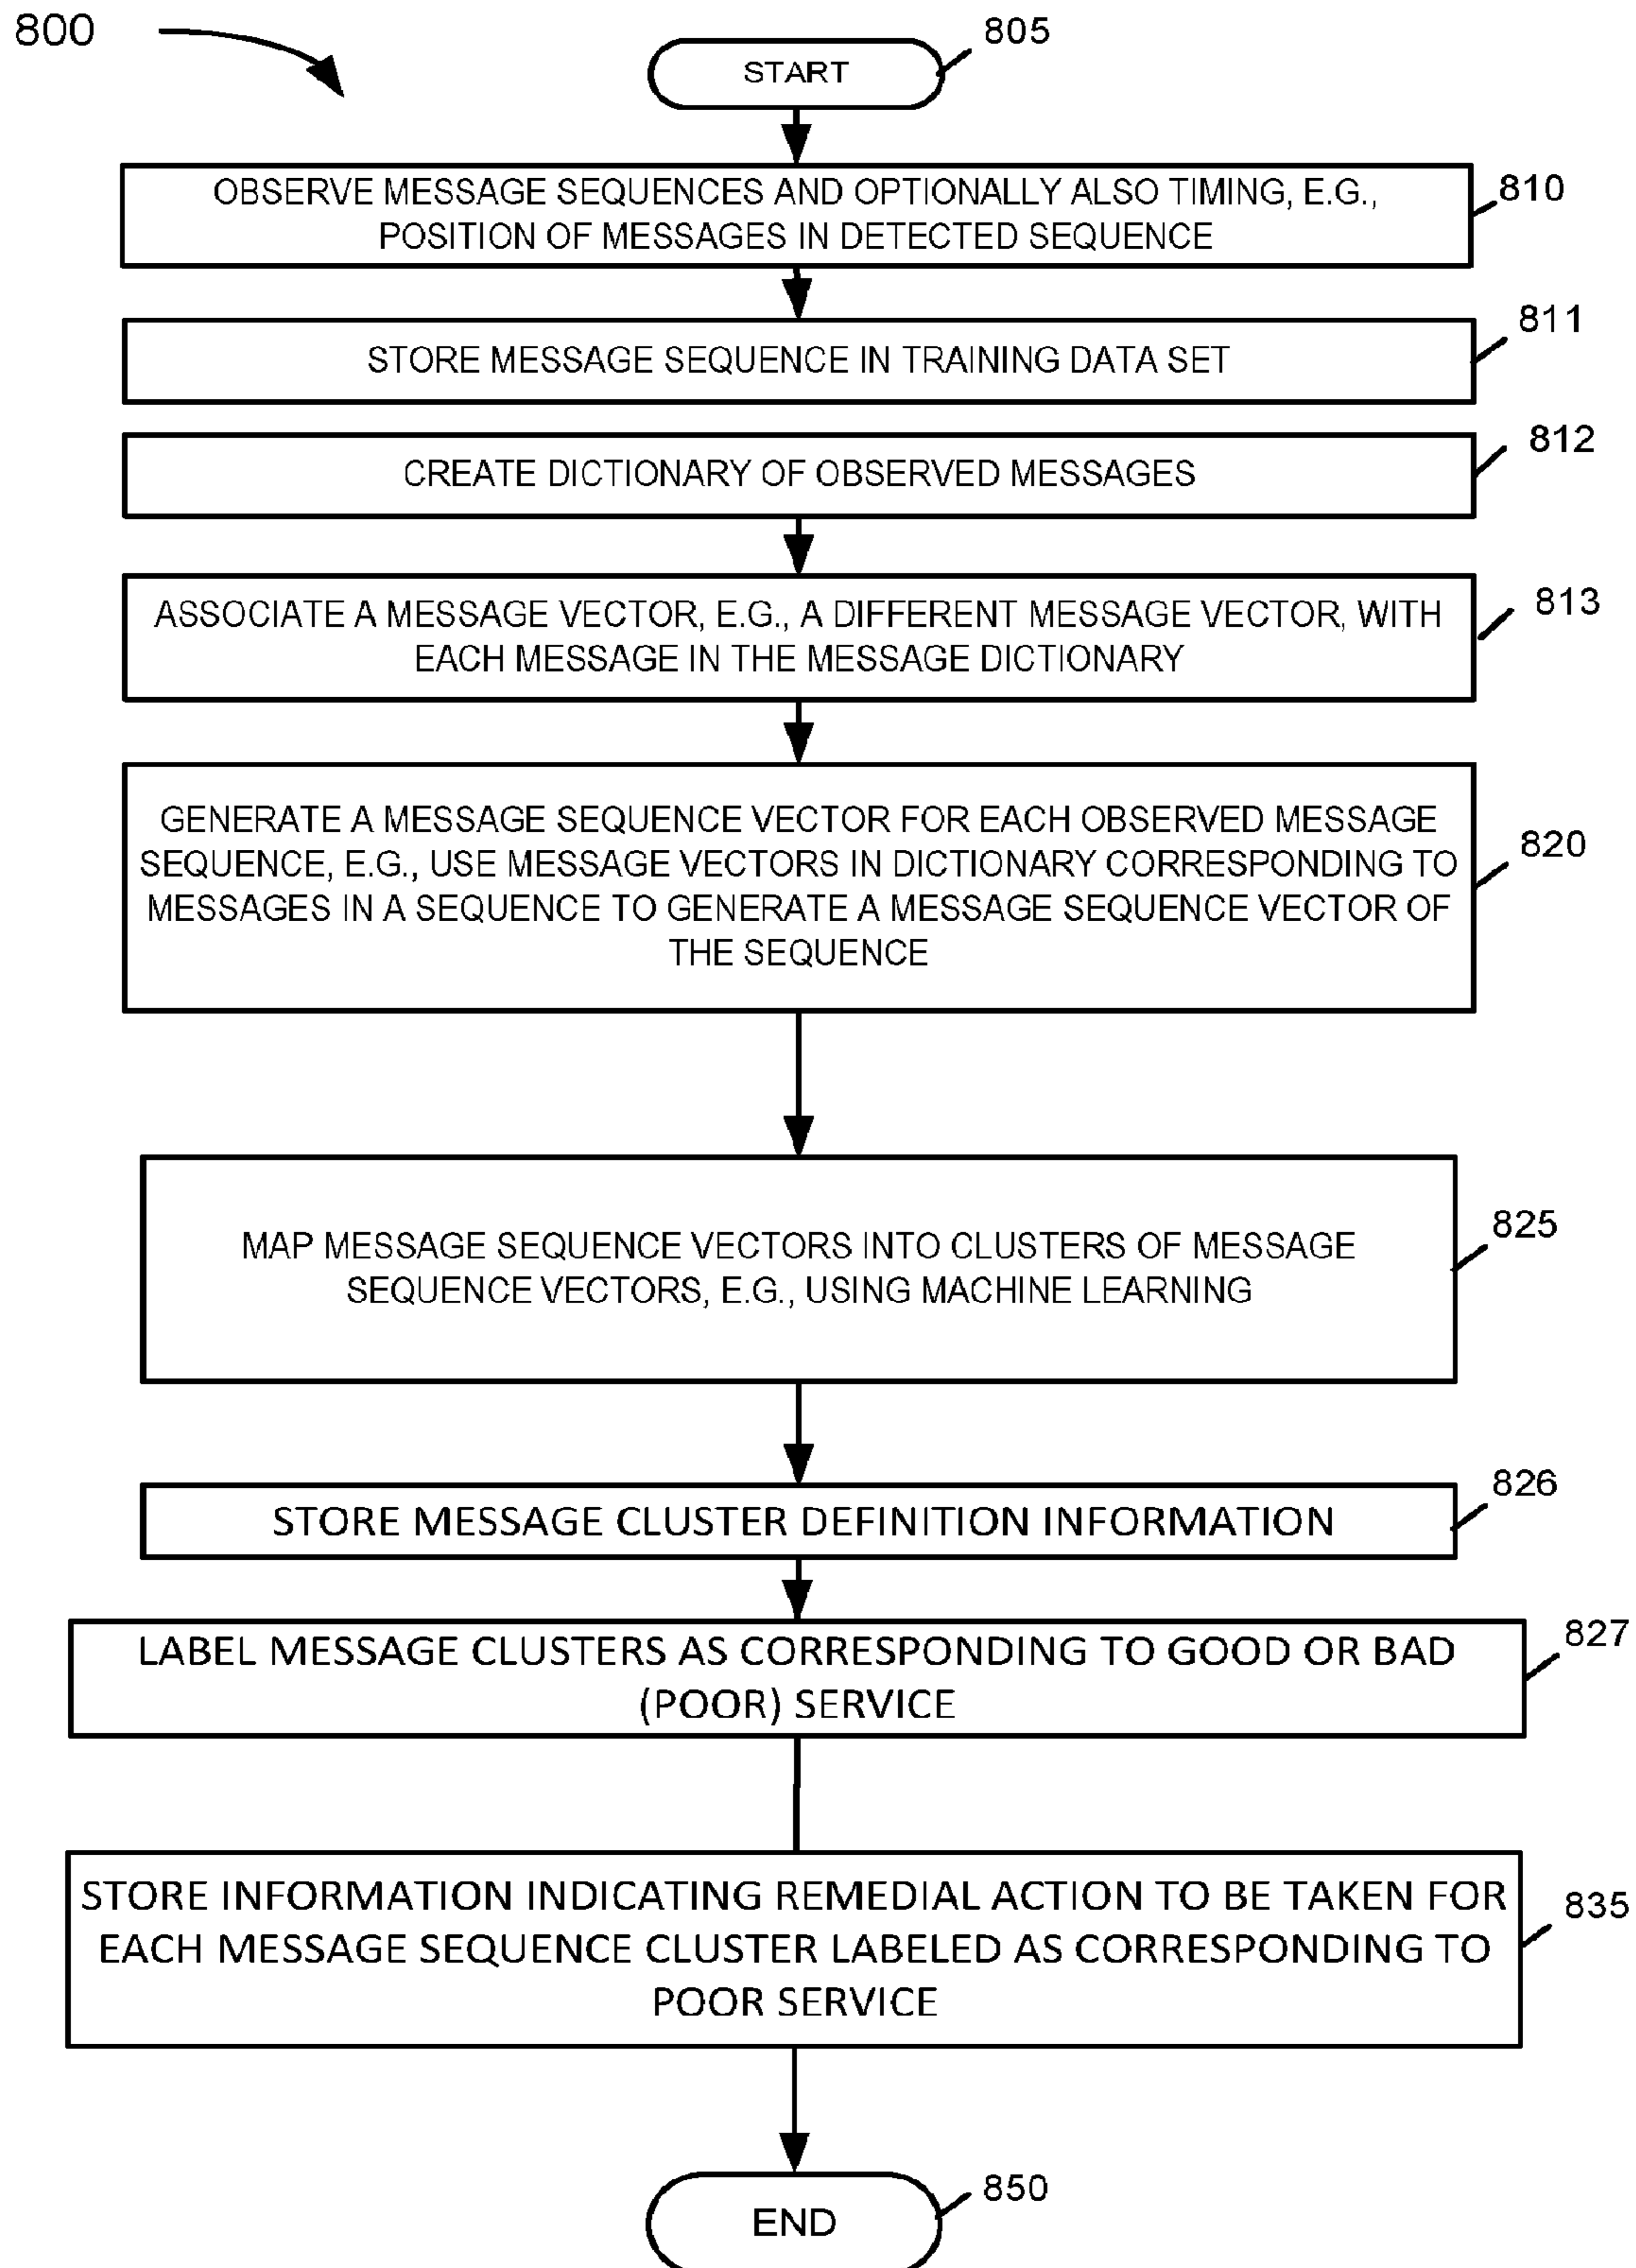 800
START
805
OBSERVE MESSAGE SEQUENCES AND OPTIONALLY ALSO TIMING, E.G.,
POSITION OF MESSAGES IN DETECTED SEQUENCE
810
STORE MESSAGE SEQUENCE IN TRAINING DATA SET
811
CREATE DICTIONARY OF OBSERVED MESSAGES
812
ASSOCIATE A MESSAGE VECTOR, E.G., A DIFFERENT MESSAGE VECTOR, WITH
EACH MESSAGE IN THE MESSAGE DICTIONARY
813
GENERATE A MESSAGE SEQUENCE VECTOR FOR EACH OBSERVED MESSAGE
SEQUENCE, E.G., USE MESSAGE VECTORS IN DICTIONARY CORRESPONDING TO
MESSAGES IN A SEQUENCE TO GENERATE A MESSAGE SEQUENCE VECTOR OF
THE SEQUENCE
820
MAP MESSAGE SEQUENCE VECTORS INTO CLUSTERS OF MESSAGE
SEQUENCE VECTORS, E.G., USING MACHINE LEARNING
825
STORE MESSAGE CLUSTER DEFINITION INFORMATION
826
LABEL MESSAGE CLUSTERS AS CORRESPONDING TO GOOD OR BAD
(POOR) SERVICE
827
STORE INFORMATION INDICATING REMEDIAL ACTION TO BE TAKEN FOR
EACH MESSAGE SEQUENCE CLUSTER LABELED AS CORRESPONDING TO
POOR SERVICE
835
END
850